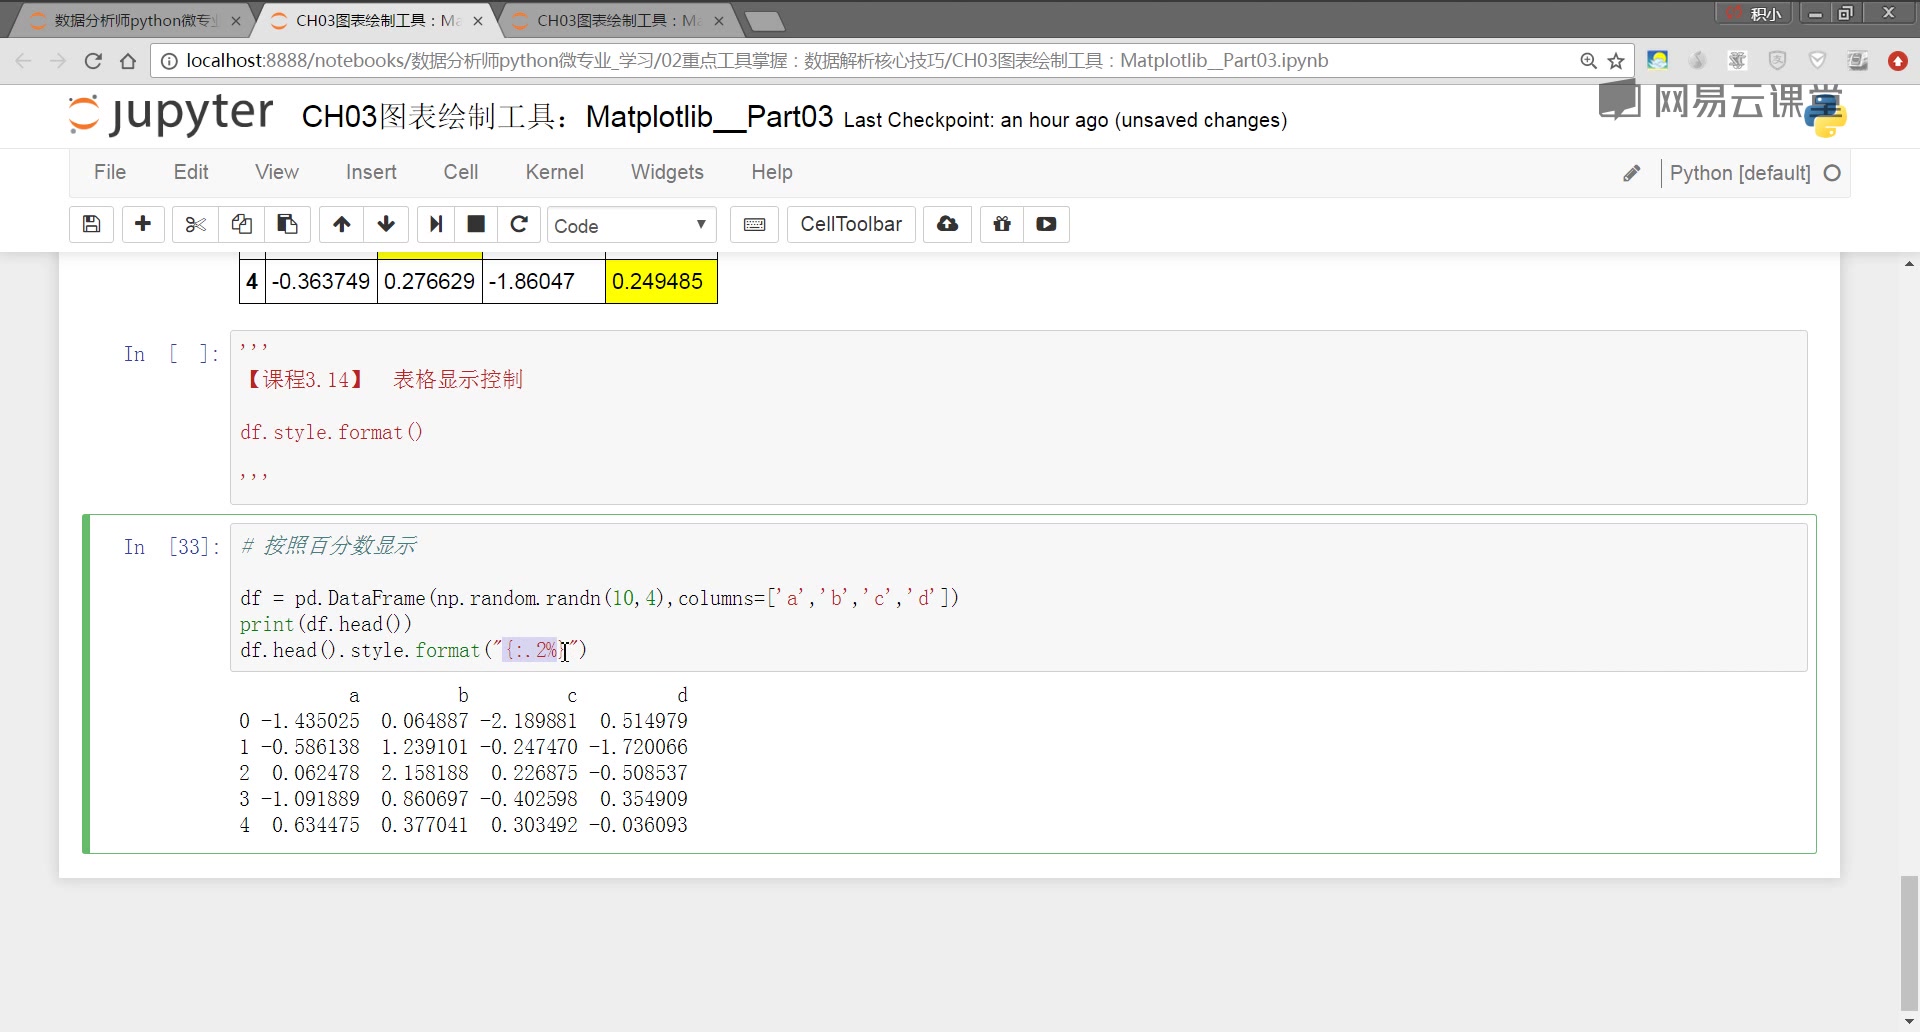 数据分析师python微专业
CH03图表绘制工具：Ma
CH03图表绘制工具：Ma
积小
localhost:8888/notebooks/数据分析师python微专业_学习/02重点工具掌握：数据解析核心技巧/CH03图表绘制工具：Matplotlib__Part03.ipynb
网易云课堂
jupyter CH03图表绘制工具：Matplotlib__Part03 Last Checkpoint: an hour ago (unsaved changes)
File Edit View Insert Cell Kernel Widgets Help Python [default]
Code CellToolbar
4 -0.363749 0.276629 -1.86047 0.249485
In [ ]: '''
【课程3.14】 表格显示控制
df.style.format()
'''
In [33]: # 按照百分数显示
df = pd.DataFrame(np.random.randn(10,4),columns=['a','b','c','d'])
print(df.head())
df.head().style.format("{:.2%}")
a b c d
0 -1.435025 0.064887 -2.189881 0.514979
1 -0.586138 1.239101 -0.247470 -1.720066
2 0.062478 2.158188 0.226875 -0.508537
3 -1.091889 0.860697 -0.402598 0.354909
4 0.634475 0.377041 0.303492 -0.036093